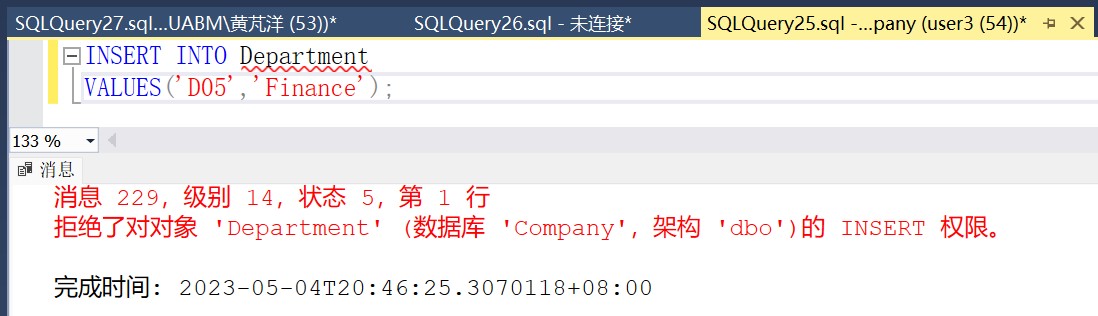 SQLQuery27.sql...UABM\黄芃洋 (53))*
SQLQuery26.sql - 未连接*
SQLQuery25.sql -...pany (user3 (54))*
INSERT INTO Department
VALUES('D05','Finance');
133 %
消息
消息 229，级别 14，状态 5，第 1 行
拒绝了对对象 'Department' (数据库 'Company'，架构 'dbo')的 INSERT 权限。
完成时间: 2023-05-04T20:46:25.3070118+08:00